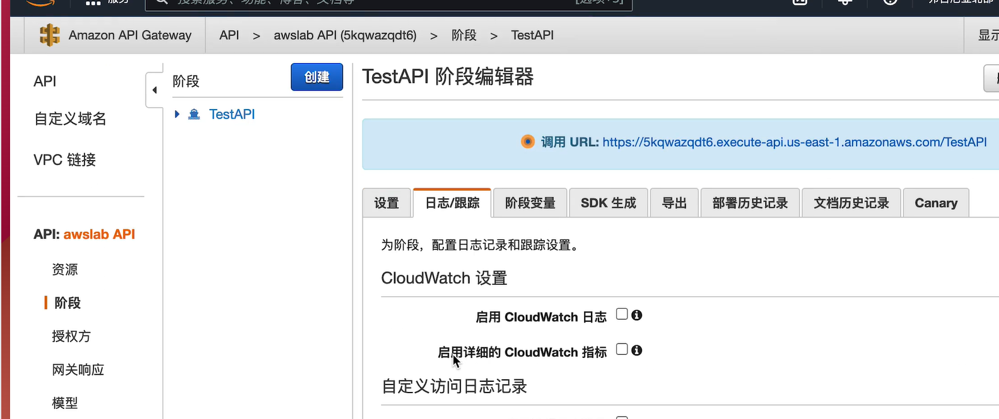 Amazon API Gateway
API > awslab API (5kqwazqdt6) > 阶段 > TestAPI
API
自定义域名
VPC 链接
API: awslab API
资源
阶段
授权方
网关响应
模型
阶段
创建
TestAPI
TestAPI 阶段编辑器
调用 URL: https://5kqwazqdt6.execute-api.us-east-1.amazonaws.com/TestAPI
设置 日志/跟踪 阶段变量 SDK 生成 导出 部署历史记录 文档历史记录 Canary
为阶段，配置日志记录和跟踪设置。
CloudWatch 设置
启用 CloudWatch 日志
启用详细的 CloudWatch 指标
自定义访问日志记录